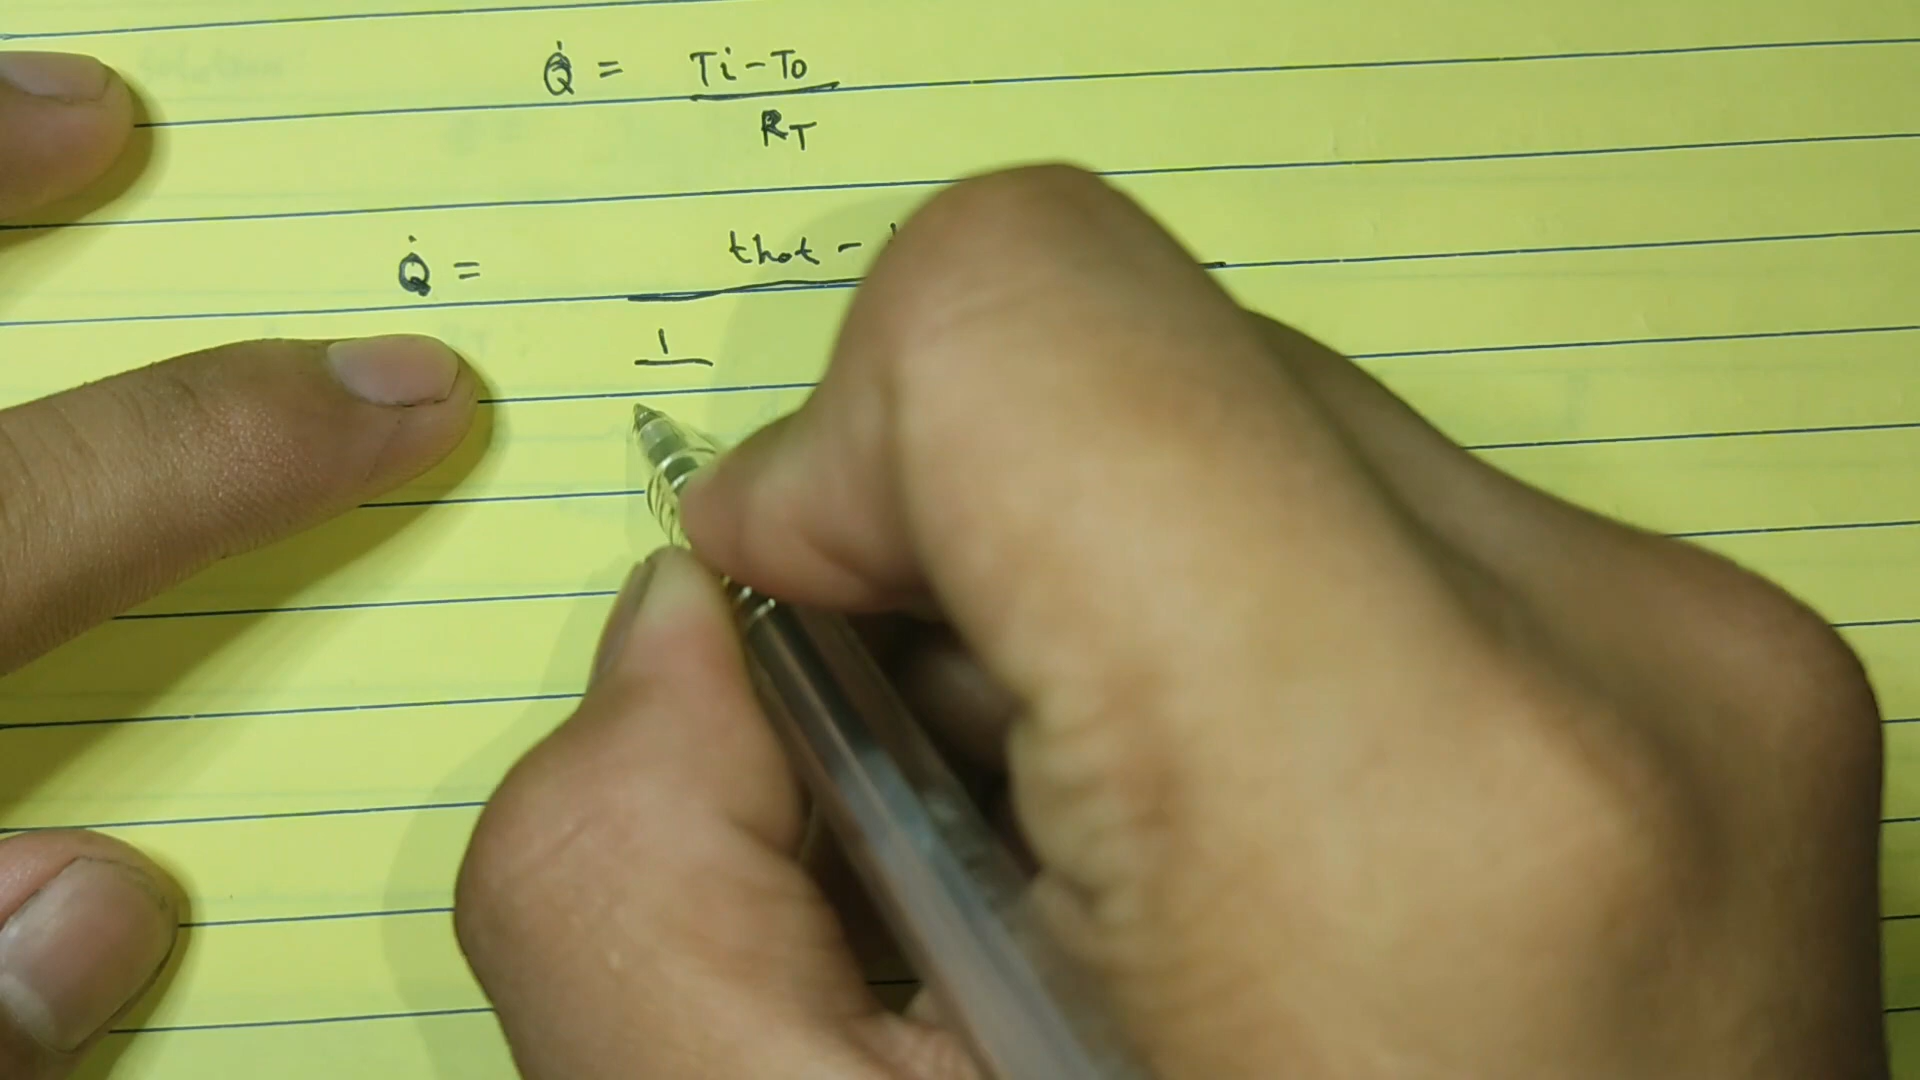 Q̇ = Ti - To
RT
Q̇ = thot -
1